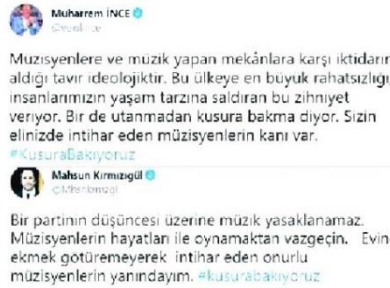 Muharrem İNCE
Müzisyenlere ve müzik yapan mekânlara karşı iktidarın
aldığı tavır ideolojiktir. Bu ülkeye en büyük rahatsızlığı,
insanlarımızın yaşam tarzına saldıran bu zihniyet
veriyor. Bir de utanmadan kusura bakma diyor. Sizin
elinizde intihar eden müzisyenlerin kanı var.
#KusuraBakıyoruz
Mahsun Kırmızıgül
Bir partinin düşüncesi üzerine müzik yasaklanamaz.
Müzisyenlerin hayatları ile oynamaktan vazgeçin. Evine
ekmek götüremeyerek intihar eden onurlu
müzisyenlerin yanındayım. #kusurabakıyoruz